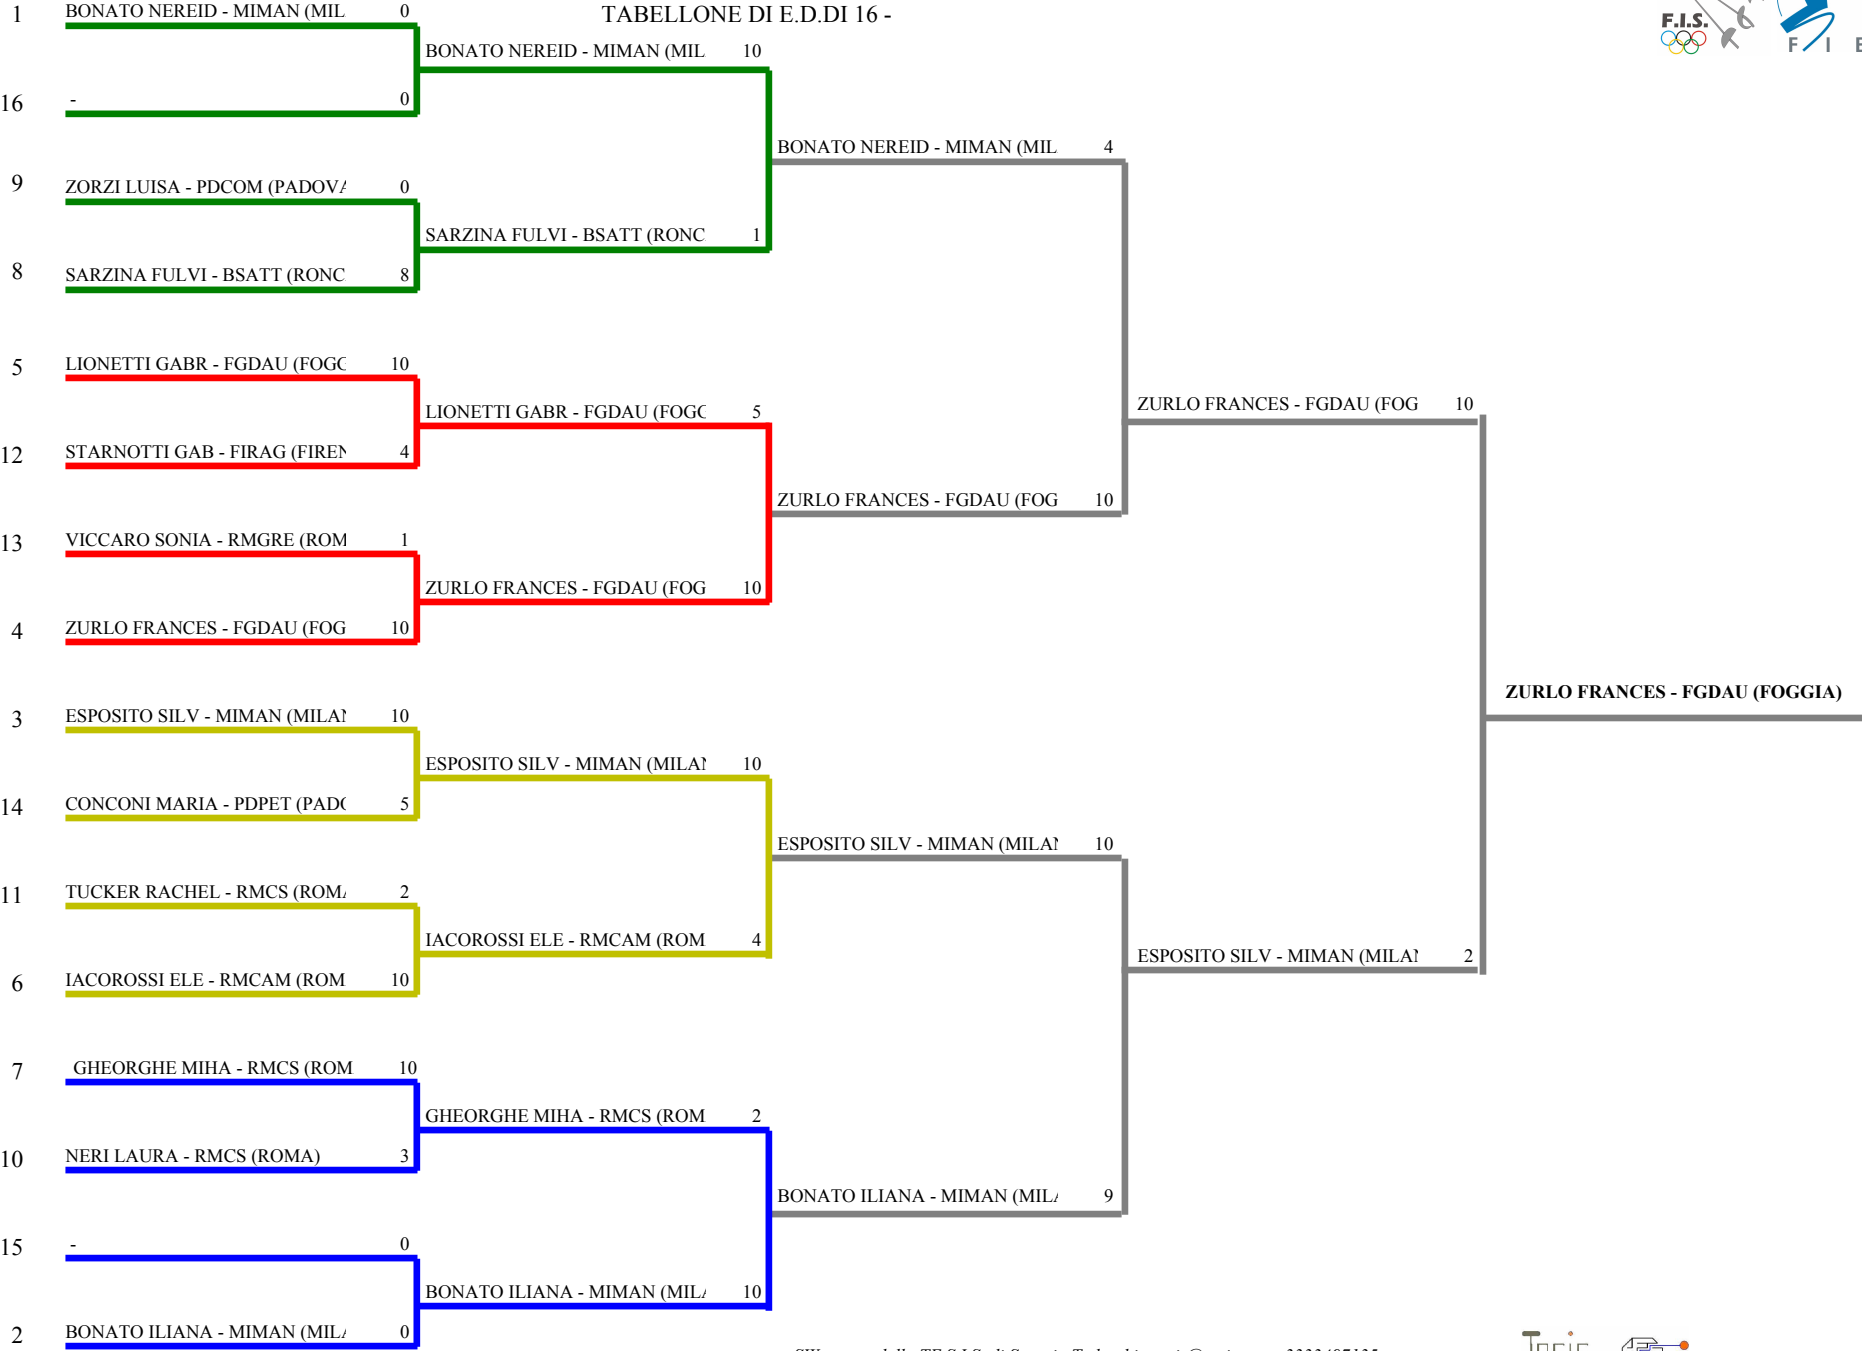 1 BONATO NEREID - MIMAN (MIL 0
TABELLONE DI E.D.DI 16 -
F.I.S.
F I E
BONATO NEREID - MIMAN (MIL 10
16 - 0
BONATO NEREID - MIMAN (MIL 4
9 ZORZI LUISA - PDCOM (PADOVA 0
SARZINA FULVI - BSATT (RONC 1
8 SARZINA FULVI - BSATT (RONC 8
5 LIONETTI GABR - FGDAU (FOGG 10
LIONETTI GABR - FGDAU (FOGG 5
ZURLO FRANCES - FGDAU (FOG 10
12 STARNOTTI GAB - FIRAG (FIREN 4
ZURLO FRANCES - FGDAU (FOG 10
13 VICCARO SONIA - RMGRE (ROM 1
ZURLO FRANCES - FGDAU (FOG 10
4 ZURLO FRANCES - FGDAU (FOG 10
ZURLO FRANCES - FGDAU (FOGGIA)
3 ESPOSITO SILV - MIMAN (MILAN 10
ESPOSITO SILV - MIMAN (MILAN 10
14 CONCONI MARIA - PDPET (PADO 5
ESPOSITO SILV - MIMAN (MILAN 10
11 TUCKER RACHEL - RMCS (ROMA 2
IACOROSSI ELE - RMCAM (ROM 4
ESPOSITO SILV - MIMAN (MILAN 2
6 IACOROSSI ELE - RMCAM (ROM 10
7 GHEORGHE MIHA - RMCS (ROM 10
GHEORGHE MIHA - RMCS (ROM 2
10 NERI LAURA - RMCS (ROMA) 3
BONATO ILIANA - MIMAN (MILA 9
15 - 0
BONATO ILIANA - MIMAN (MILA 10
2 BONATO ILIANA - MIMAN (MILA 0